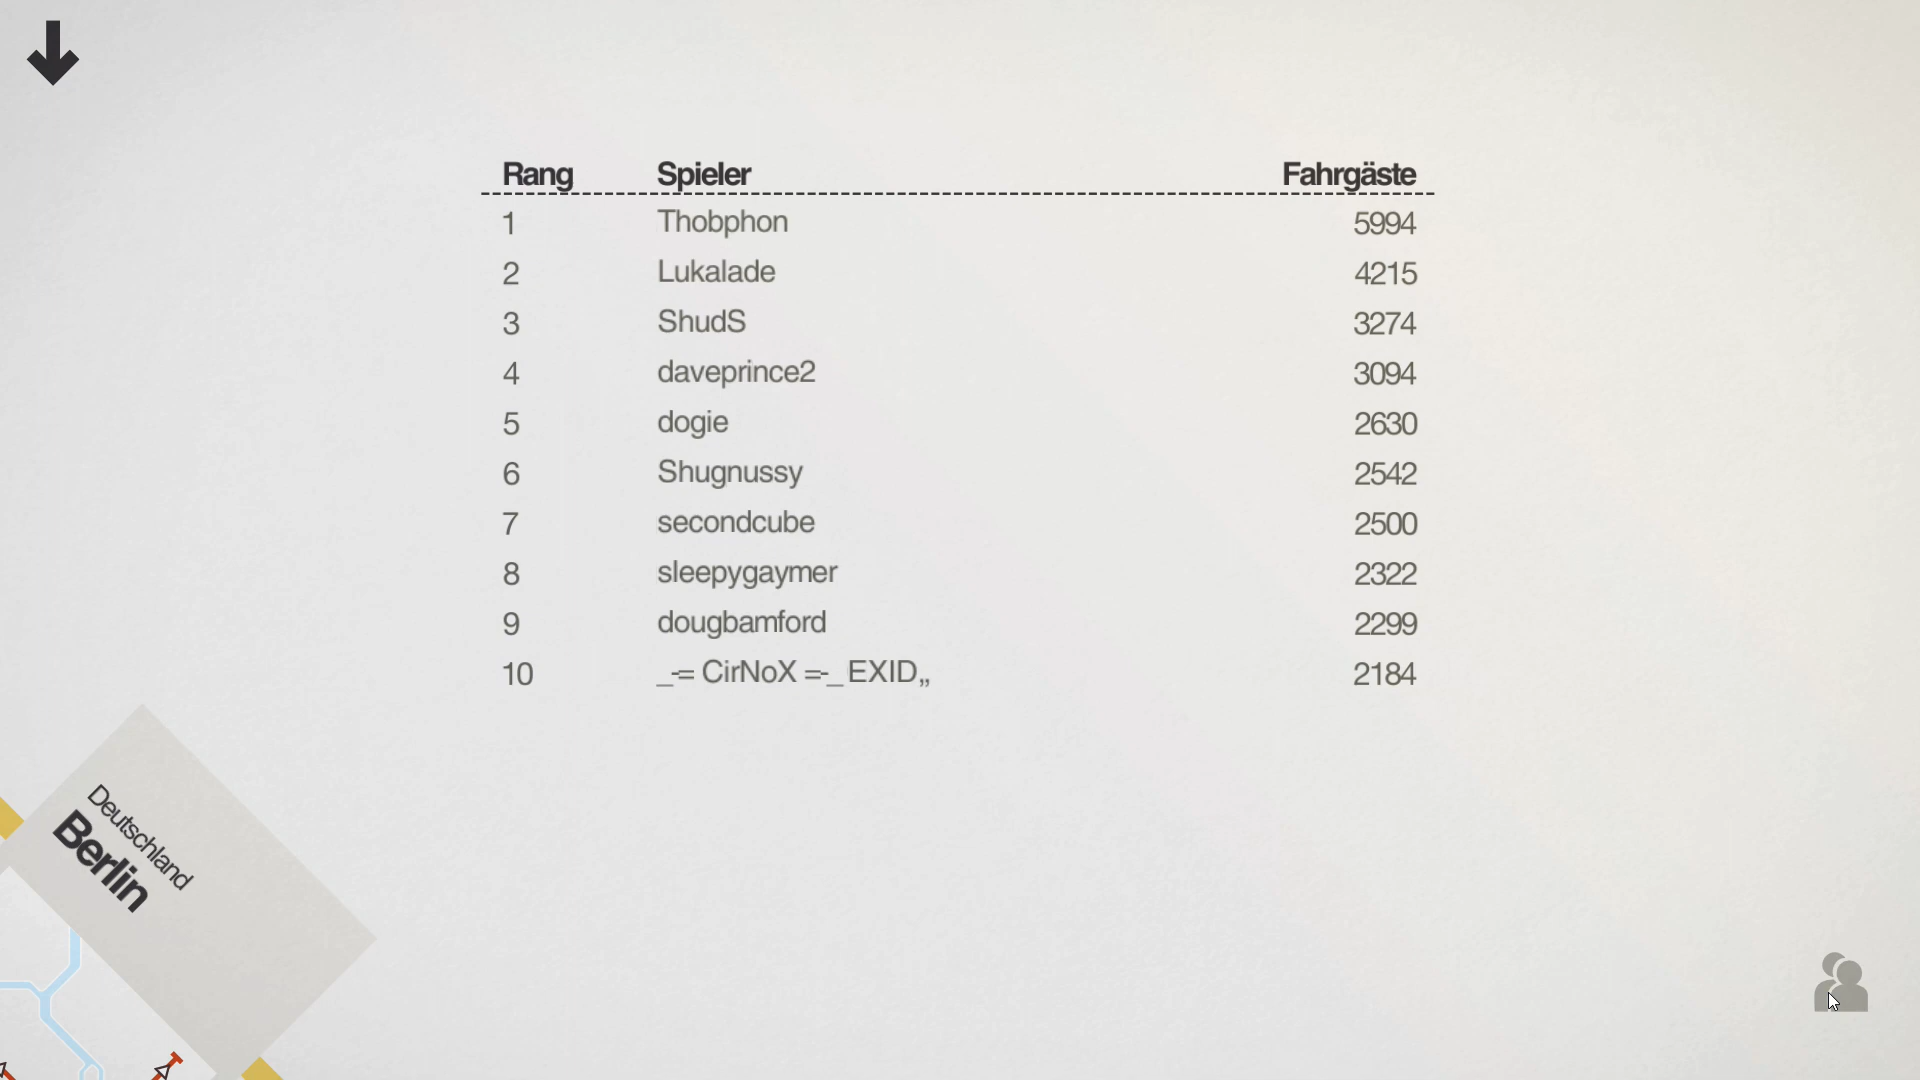 Rang Spieler Fahrgäste
1 Thobphon 5994
2 Lukalade 4215
3 ShudS 3274
4 daveprince2 3094
5 dogie 2630
6 Shugnussy 2542
7 secondcube 2500
8 sleepygaymer 2322
9 dougbamford 2299
10 _-= CirNoX =-_ EXID,, 2184
Deutschland
Berlin